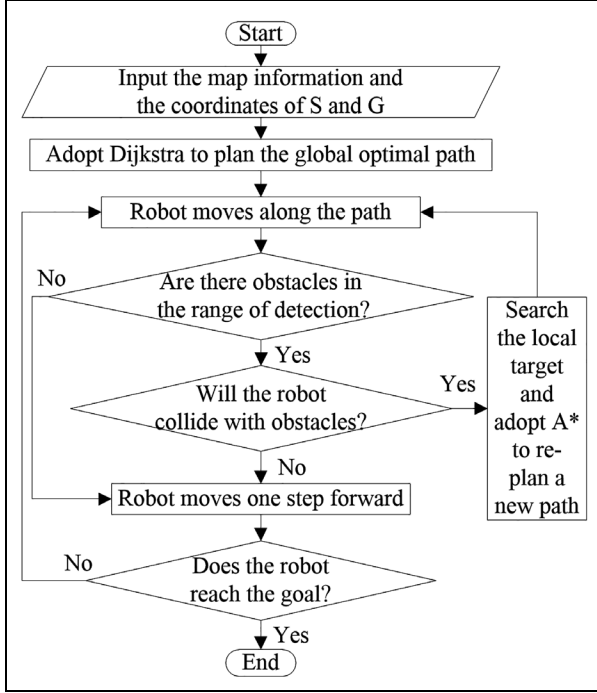 Start
Input the map information and
the coordinates of S and G
Adopt Dijkstra to plan the global optimal path
Robot moves along the path
No
Are there obstacles in
the range of detection?
Yes
Will the robot
collide with obstacles?
Yes
Search
the local
target
and
adopt A*
to re-
plan a
new path
No
Robot moves one step forward
No
Does the robot
reach the goal?
Yes
End